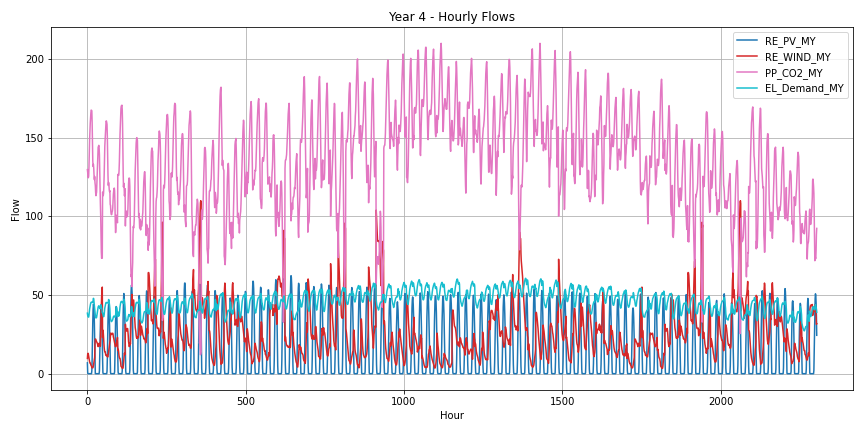 Year 4 - Hourly Flows
RE_PV_MY
RE_WIND_MY
PP_CO2_MY
EL_Demand_MY
200
150
100
50
0
Flow
0 500 1000 1500 2000
Hour